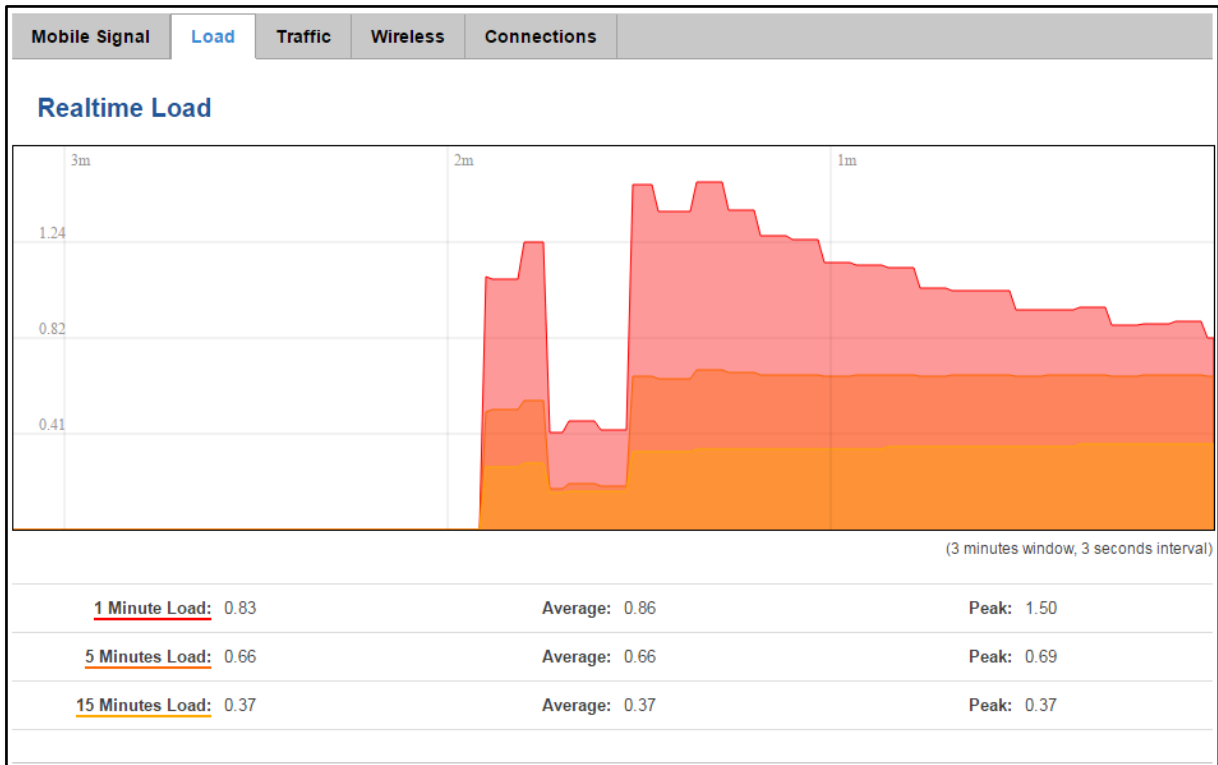 Mobile Signal Load Traffic Wireless Connections
Realtime Load
3m 2m 1m
1.24
0.82
0.41
(3 minutes window, 3 seconds interval)
1 Minute Load: 0.83 Average: 0.86 Peak: 1.50
5 Minutes Load: 0.66 Average: 0.66 Peak: 0.69
15 Minutes Load: 0.37 Average: 0.37 Peak: 0.37